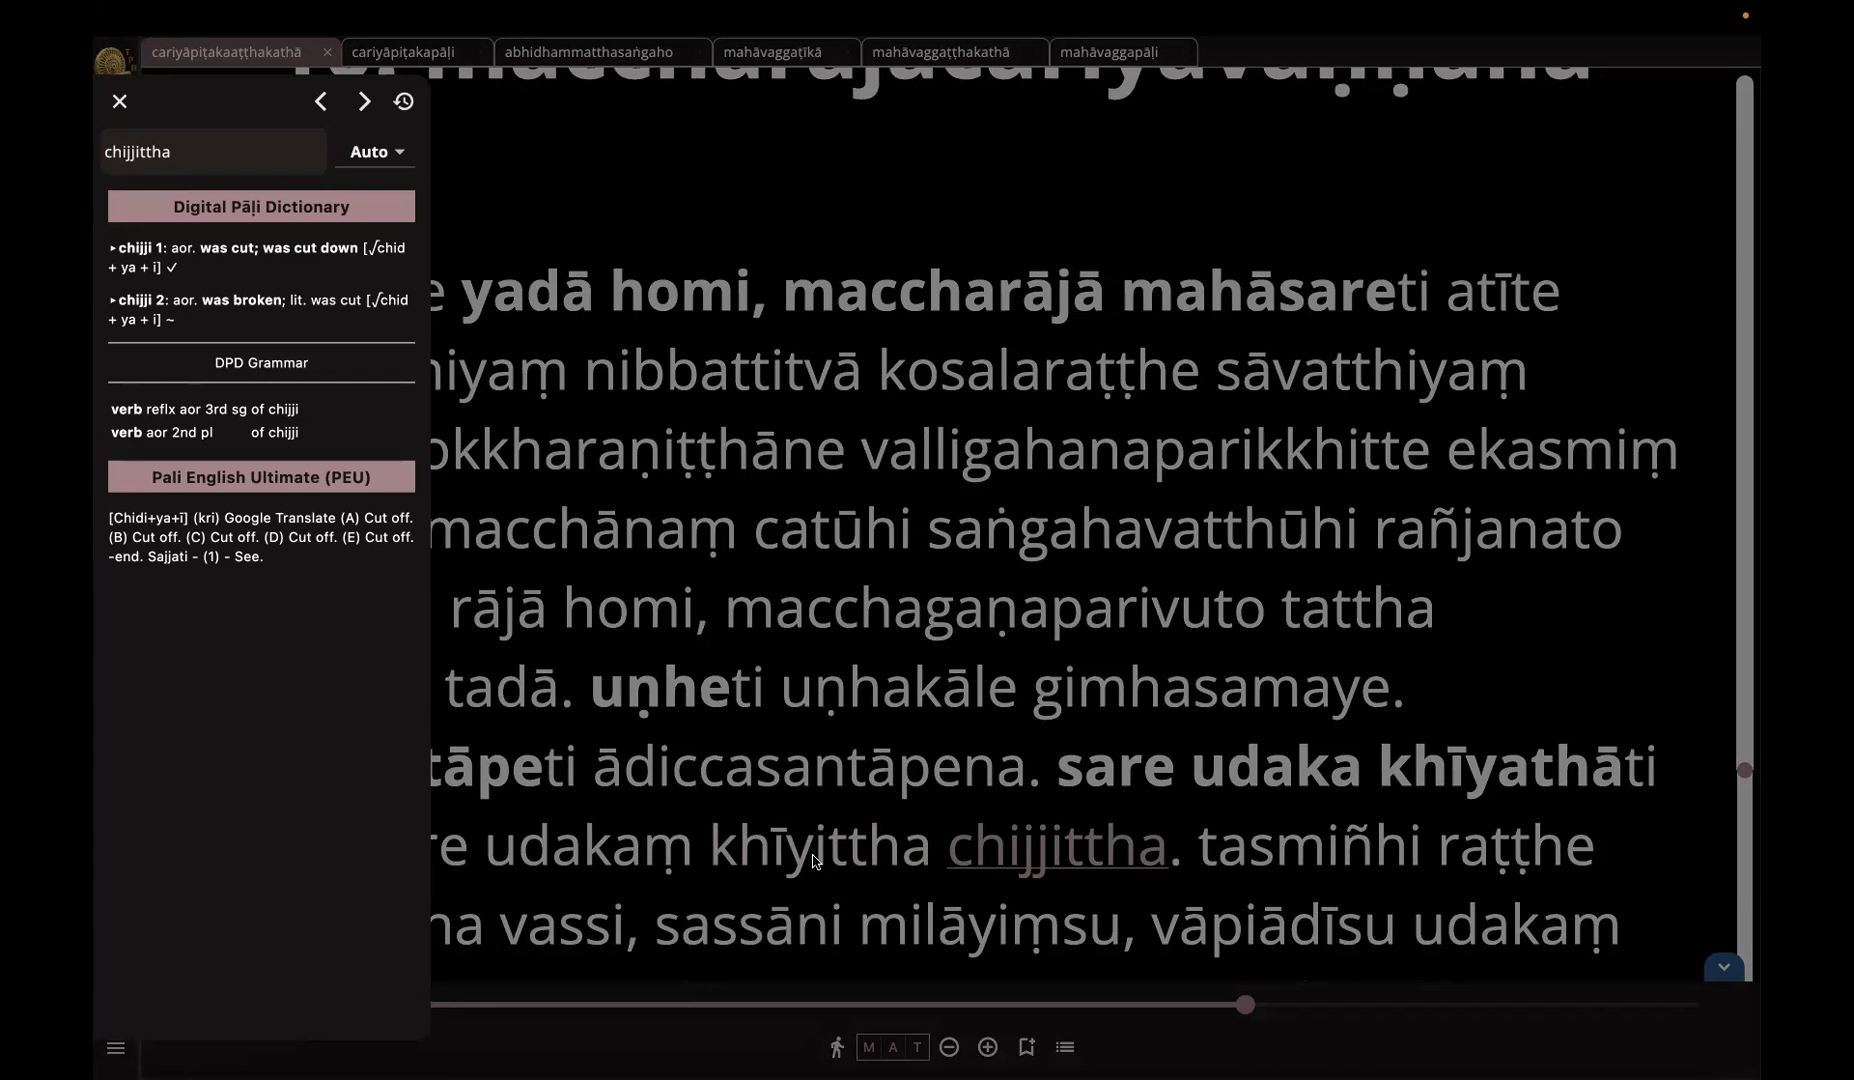 cariyāpiṭakaaṭṭhakathā
cariyāpiṭakapāḷi
abhidhammatthasaṅgaho
mahāvaggaṭīkā
mahāvaggaṭṭhakathā
mahāvaggapāḷi
maccharājacariyāvaṇṇanā
chijjittha
Auto
Digital Pāḷi Dictionary
▸chijji 1: aor. was cut; was cut down [√chid
+ ya + i] ✓
▸chijji 2: aor. was broken; lit. was cut [√chid
+ ya + i] ~
DPD Grammar
verb reflx aor 3rd sg of chijji
verb aor 2nd pl of chijji
Pali English Ultimate (PEU)
[Chidi+ya+ī] (kri) Google Translate (A) Cut off.
(B) Cut off. (C) Cut off. (D) Cut off. (E) Cut off.
-end. Sajjati - (1) - See.
yadā homi, maccharājā mahāsareti atīte
nibbattitvā kosalaraṭṭhe sāvatthiyaṃ
valligahanaparikkhitte ekasmiṃ
macchānaṃ catūhi saṅgahavatthūhi rañjanato
rājā homi, macchagaṇaparivuto tattha
tadā. uṇheti uṇhakāle gimhasamaye.
tāpeti ādiccasantāpena. sare udaka khīyathāti
udakaṃ khīyittha chijjittha. tasmiñhi raṭṭhe
vassi, sassāni milāyiṃsu, vāpiādīsu udakaṃ
M A T